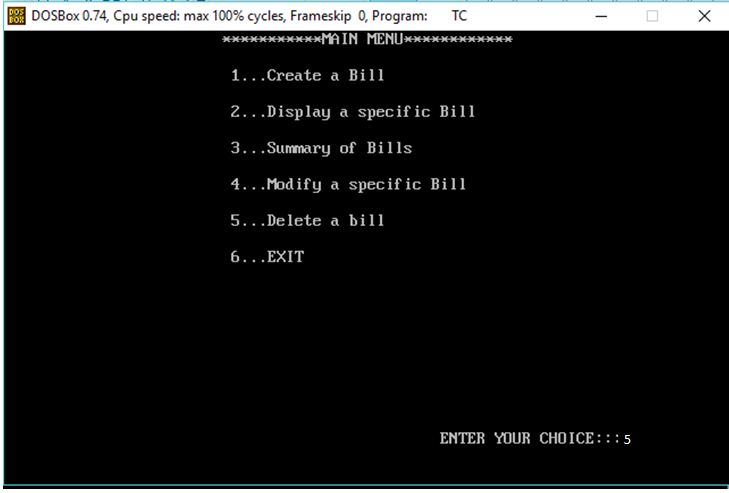 DOS BOX DOSBox 0.74, Cpu speed: max 100% cycles, Frameskip 0, Program: TC
***********MAIN MENU************
1...Create a Bill
2...Display a specific Bill
3...Summary of Bills
4...Modify a specific Bill
5...Delete a bill
6...EXIT
ENTER YOUR CHOICE:::5